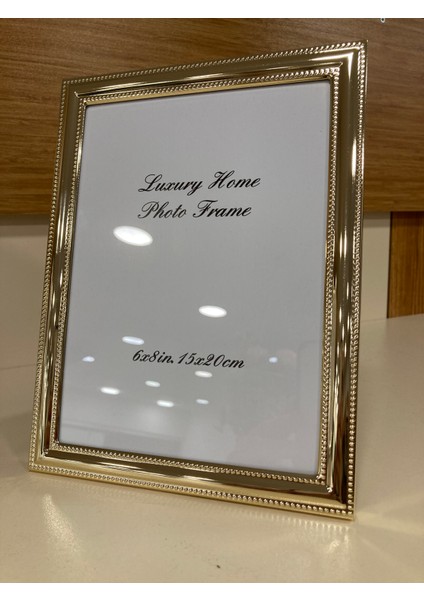 Luxury Home
Photo Frame
6x8in. 15x20cm